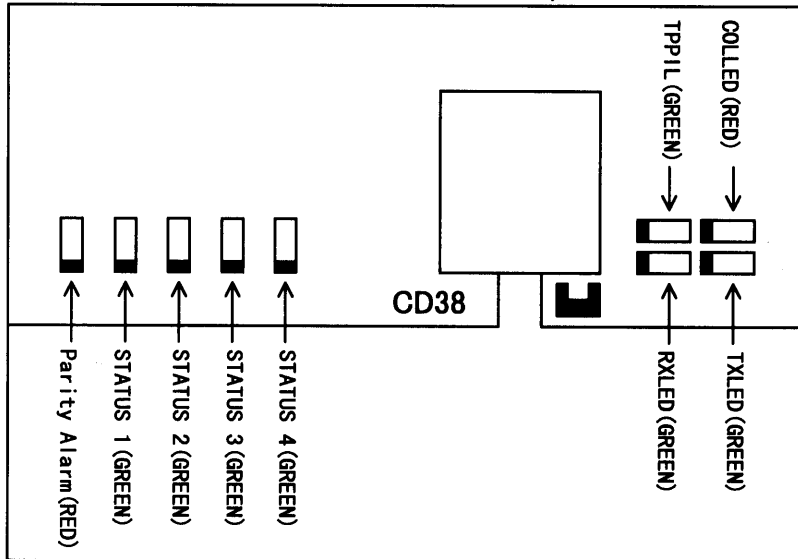 TPPIL(GREEN)
COLLED(RED)
CD38
Parity Alarm(RED)
STATUS 1(GREEN)
STATUS 2(GREEN)
STATUS 3(GREEN)
STATUS 4(GREEN)
RXLED(GREEN)
TXLED(GREEN)